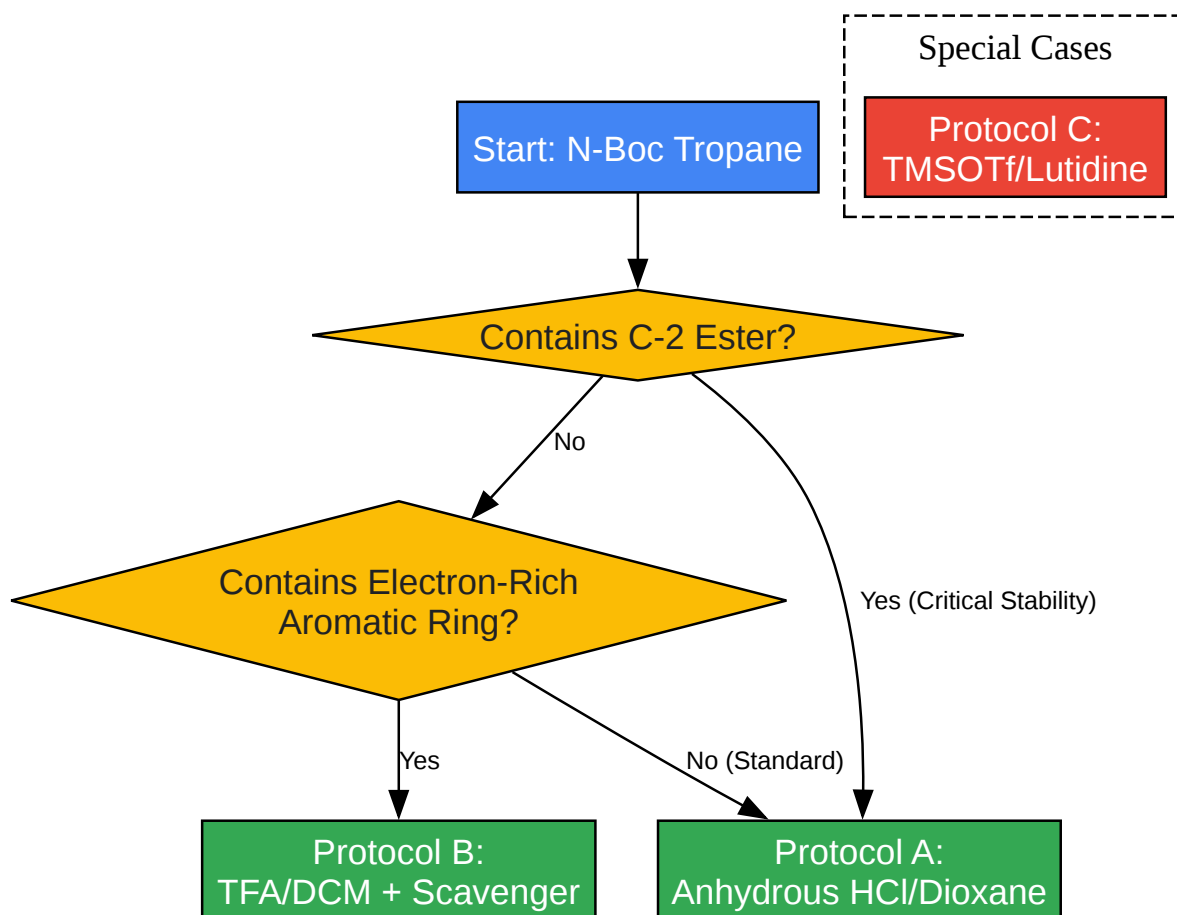 Special Cases
Protocol C:
TMSOTf/Lutidine
Start: N-Boc Tropane
Contains C-2 Ester?
No
Contains Electron-Rich
Aromatic Ring?
Yes (Critical Stability)
Yes
No (Standard)
Protocol B:
TFA/DCM + Scavenger
Protocol A:
Anhydrous HCl/Dioxane